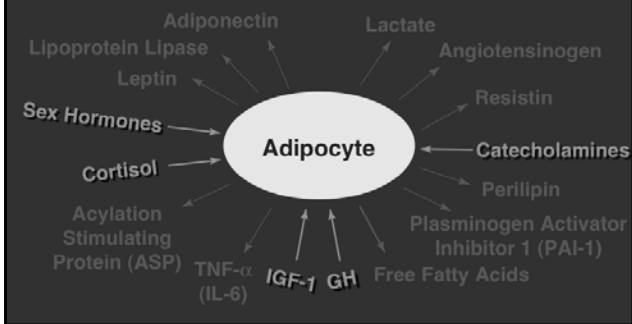 Adiponectin
Lactate
Lipoprotein Lipase
Angiotensinogen
Leptin
Resistin
Sex Hormones
Adipocyte
Catecholamines
Cortisol
Perilipin
Acylation
Stimulating
Protein (ASP)
Plasminogen Activator
Inhibitor 1 (PAI-1)
TNF-α
(IL-6)
IGF-1
GH
Free Fatty Acids